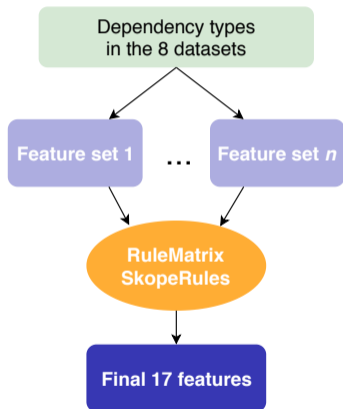 Dependency types
in the 8 datasets
Feature set 1
...
Feature set n
RuleMatrix
SkopeRules
Final 17 features